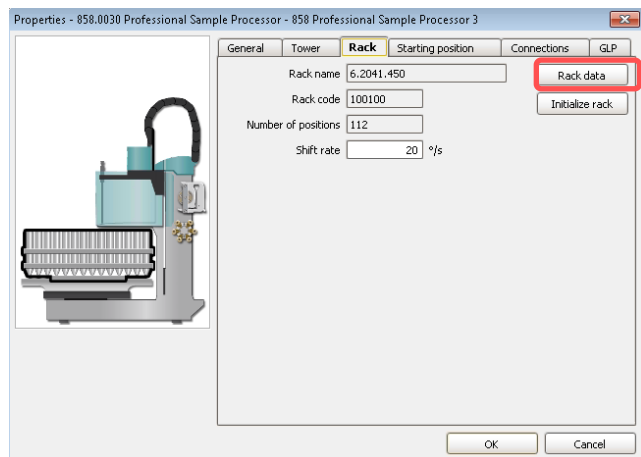 Properties - 858.0030 Professional Sample Processor - 858 Professional Sample Processor 3
General Tower Rack Starting position Connections GLP
Rack name 6.2041.450 Rack data
Rack code 100100 Initialize rack
Number of positions 112
Shift rate 20 °/s
OK Cancel